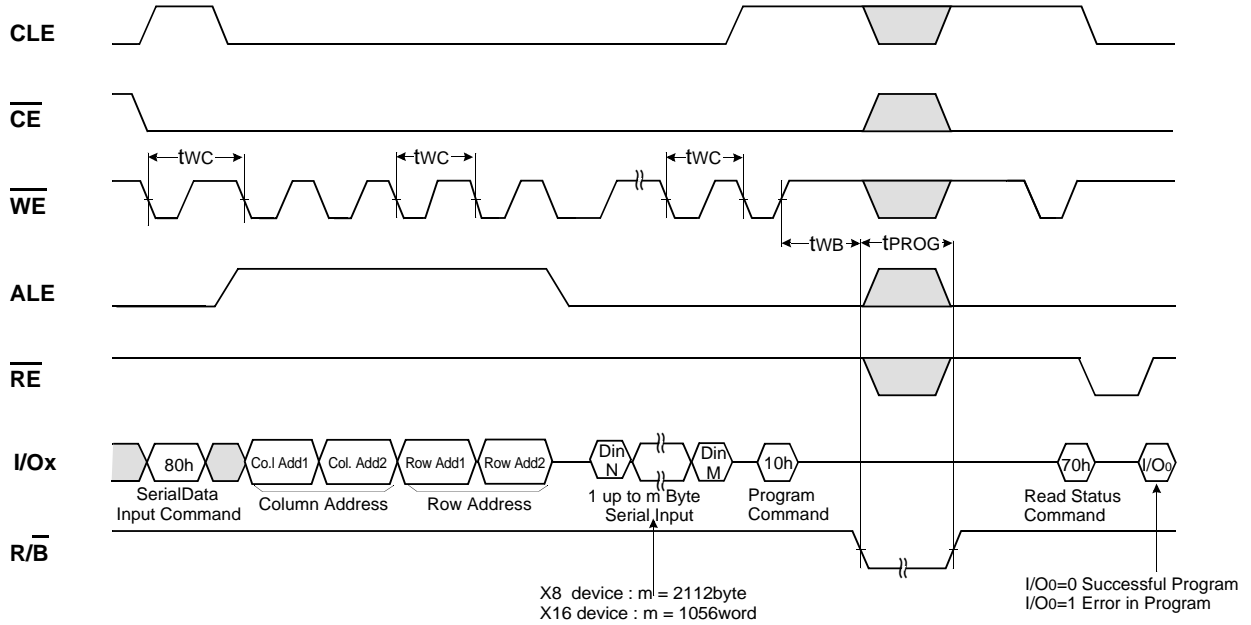 CLE
CE
tWC
tWC
tWC
WE
tWB
tPROG
ALE
RE
I/Ox
80h
Co.l Add1
Col. Add2
Row Add1
Row Add2
Din
N
Din
M
10h
70h
I/O0
SerialData
Input Command
Column Address
Row Address
1 up to m Byte
Serial Input
Program
Command
Read Status
Command
R/B
X8 device : m = 2112byte
X16 device : m = 1056word
I/O0=0 Successful Program
I/O0=1 Error in Program